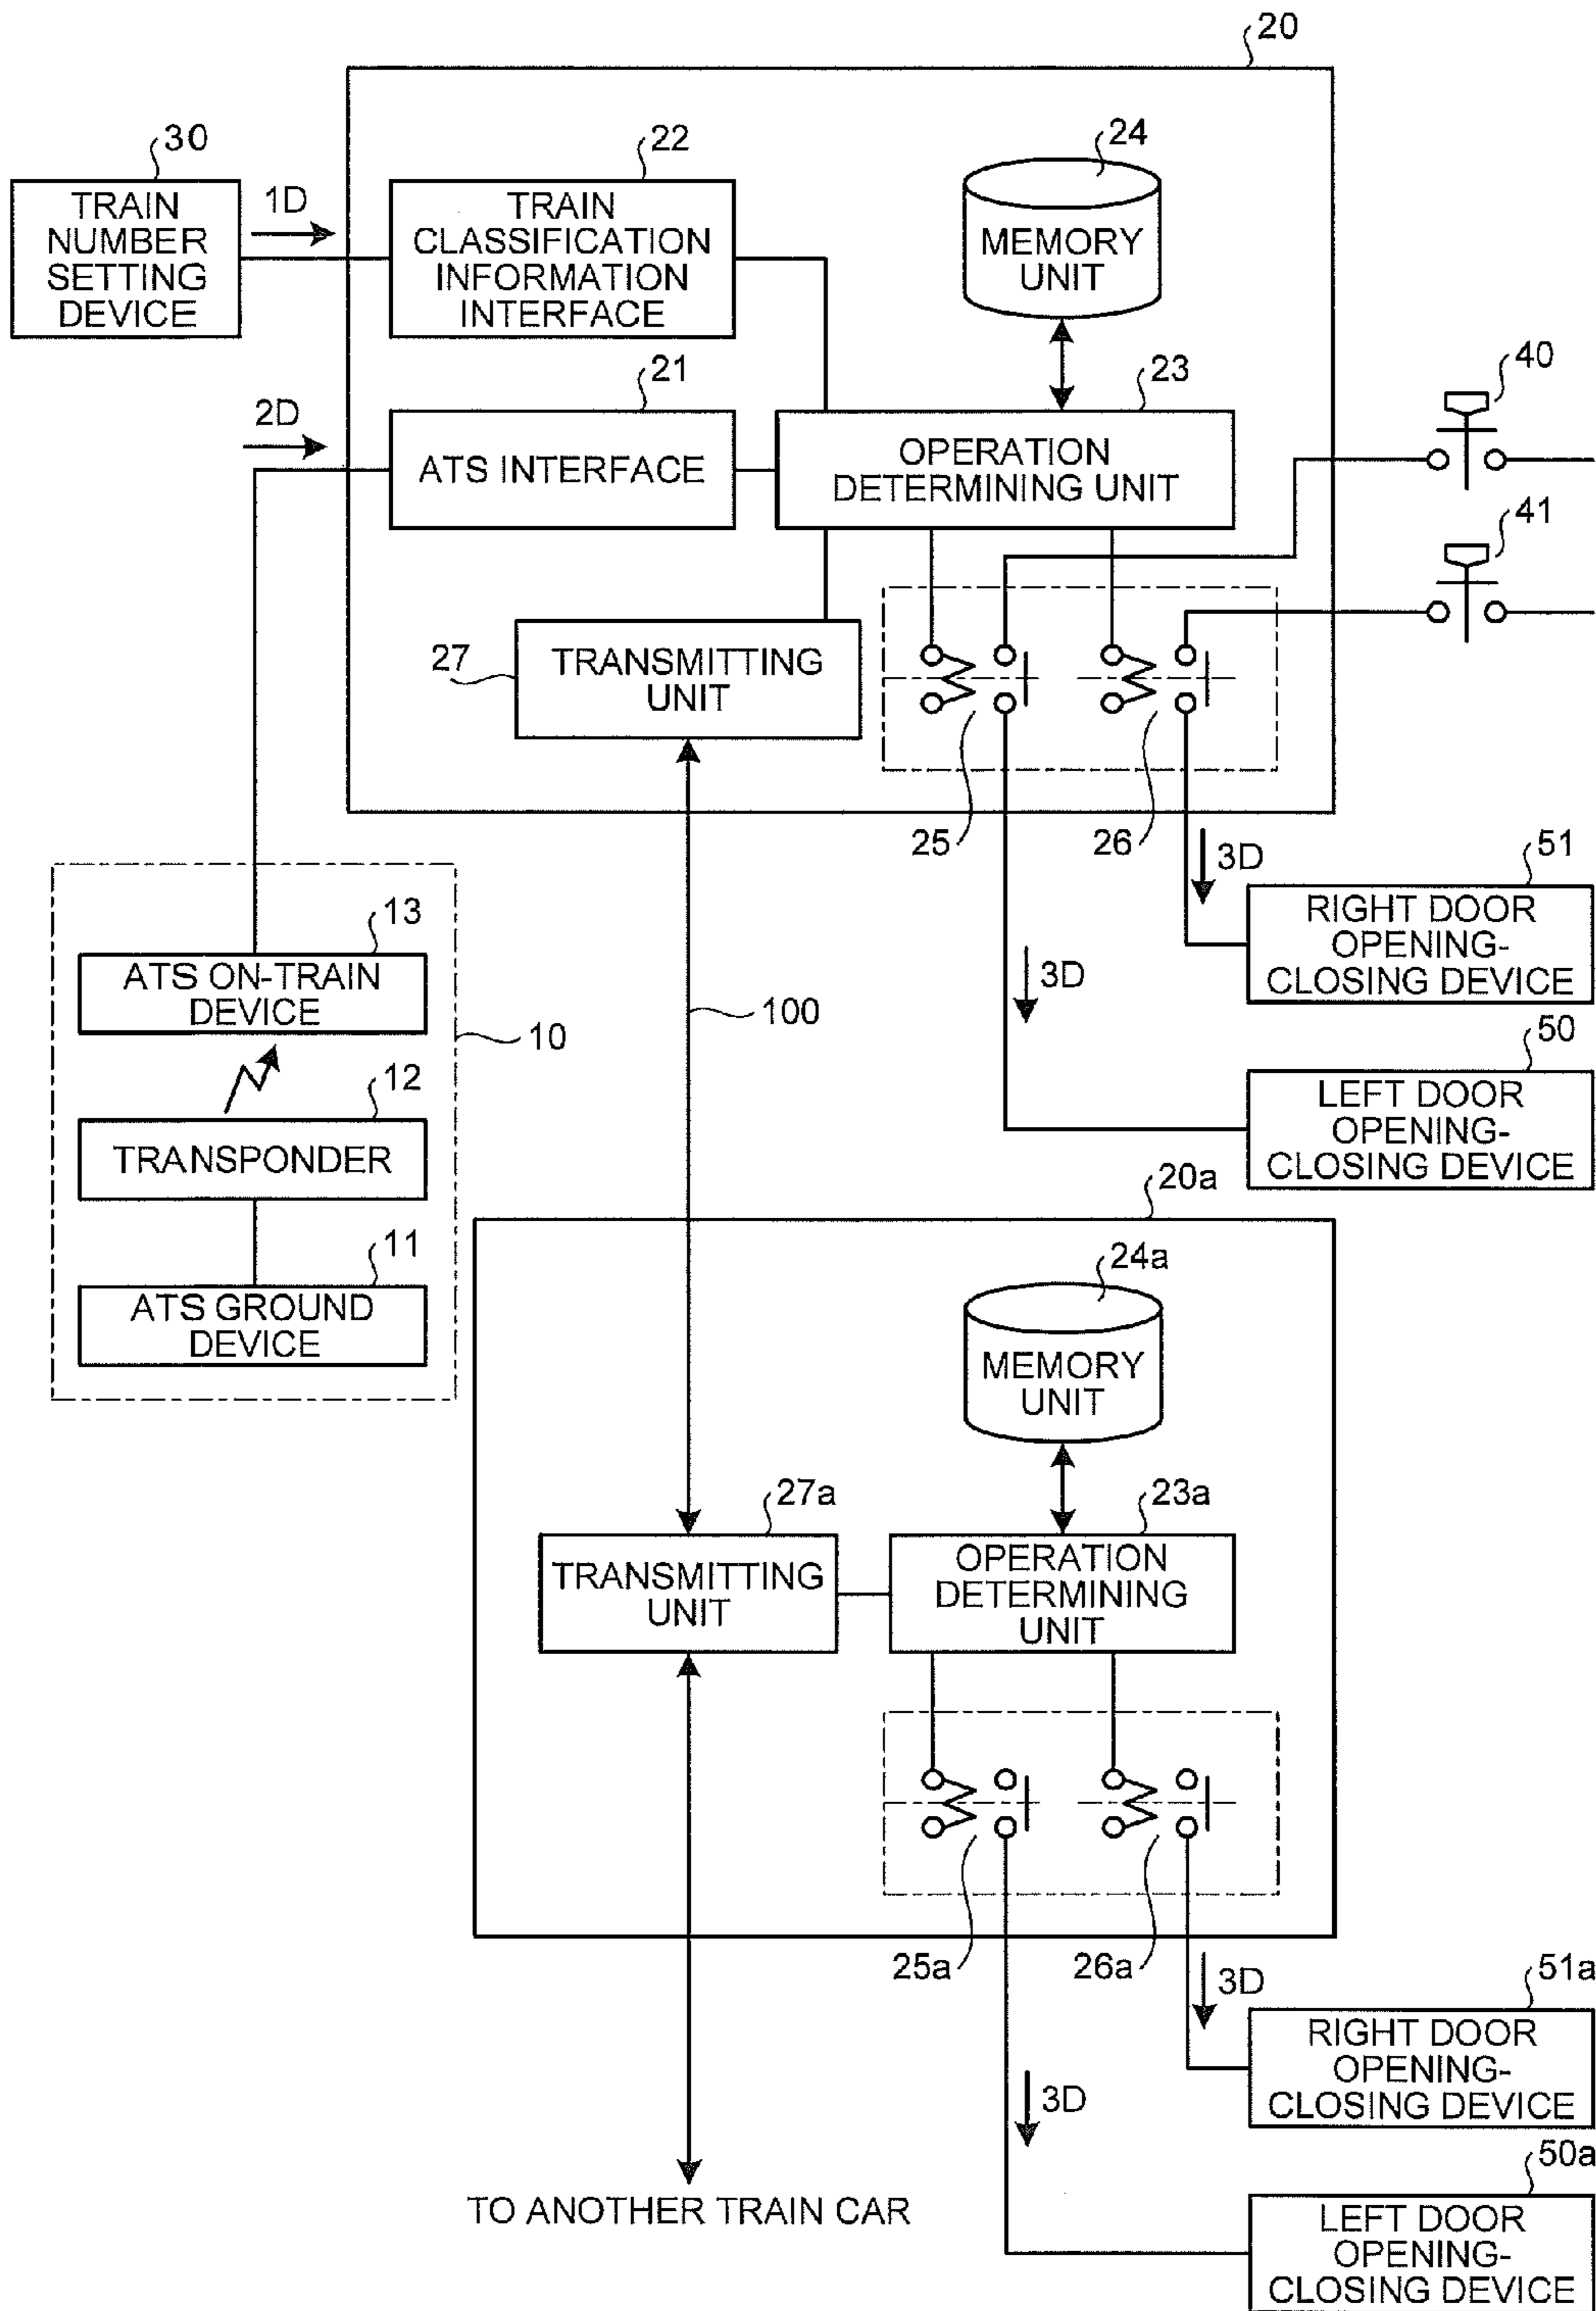 20
30
22
24
1D
TRAIN
NUMBER
SETTING
DEVICE
TRAIN
CLASSIFICATION
INFORMATION
INTERFACE
MEMORY
UNIT
40
21
23
2D
ATS INTERFACE
OPERATION
DETERMINING UNIT
41
27
TRANSMITTING
UNIT
25
26
3D
51
RIGHT DOOR
OPENING-
CLOSING DEVICE
13
ATS ON-TRAIN
DEVICE
3D
100
10
50
LEFT DOOR
OPENING-
CLOSING DEVICE
12
TRANSPONDER
20a
11
ATS GROUND
DEVICE
24a
MEMORY
UNIT
27a
23a
TRANSMITTING
UNIT
OPERATION
DETERMINING
UNIT
25a
26a
3D
51a
RIGHT DOOR
OPENING-
CLOSING DEVICE
3D
50a
LEFT DOOR
OPENING-
CLOSING DEVICE
TO ANOTHER TRAIN CAR